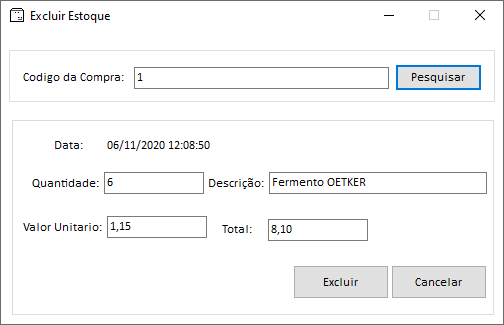 Excluir Estoque
Codigo da Compra: 1 Pesquisar
Data: 06/11/2020 12:08:50
Quantidade: 6 Descrição: Fermento OETKER
Valor Unitario: 1,15 Total: 8,10
Excluir Cancelar